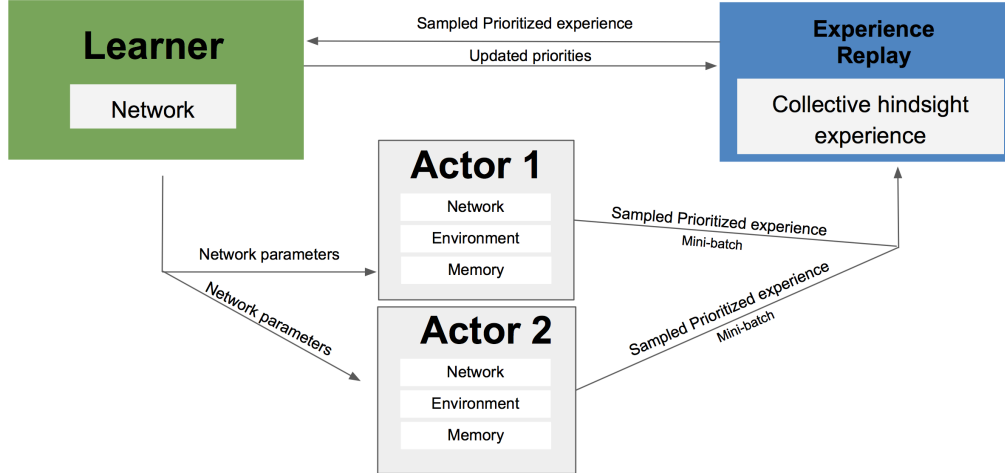 Learner
Network
Sampled Prioritized experience
Updated priorities
Experience
Replay
Collective hindsight
experience
Actor 1
Network
Environment
Memory
Network parameters
Network parameters
Sampled Prioritized experience
Mini-batch
Actor 2
Network
Environment
Memory
Sampled Prioritized experience
Mini-batch